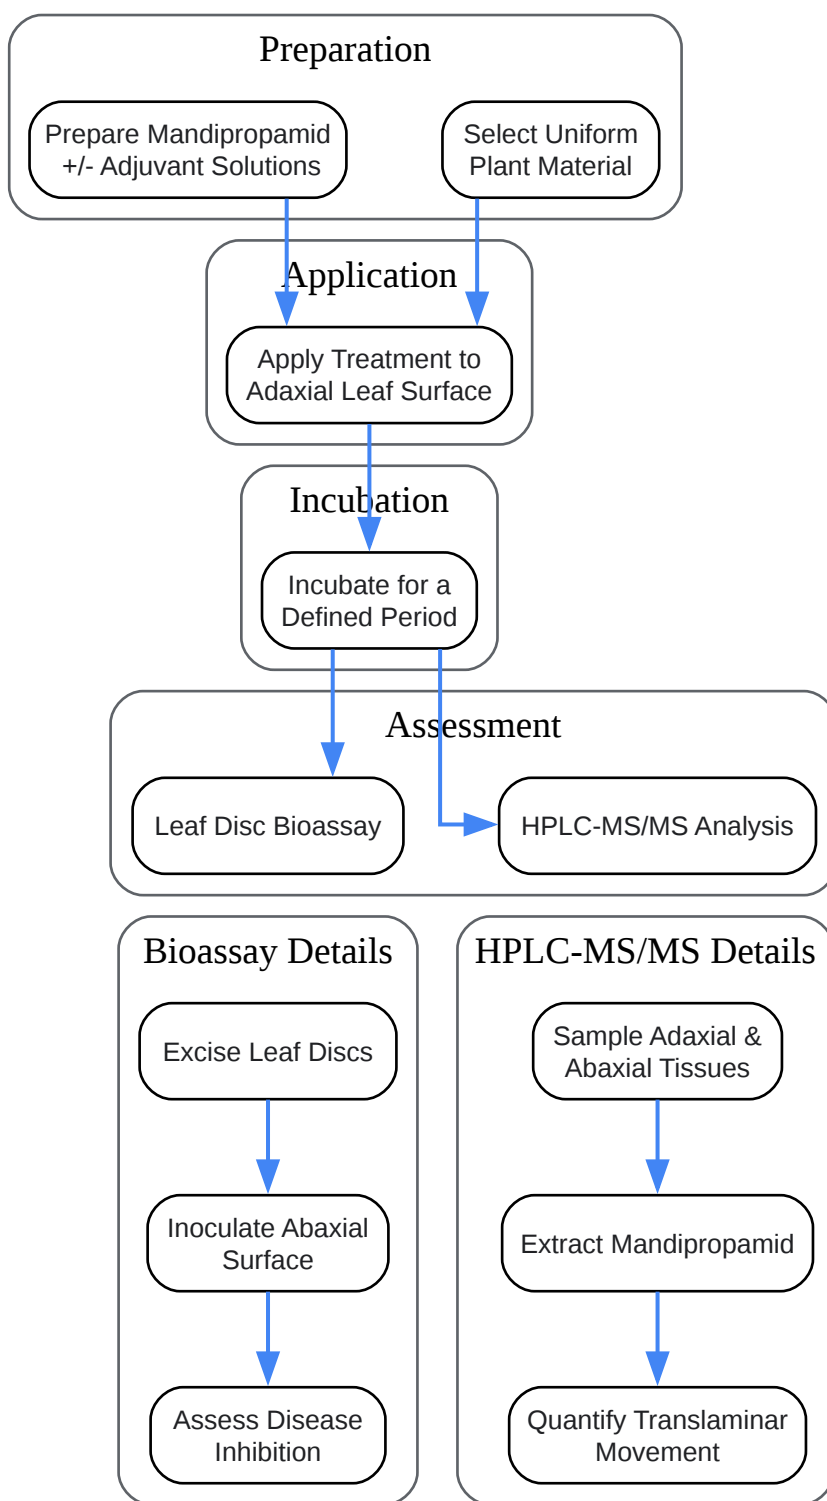 Preparation
Prepare Mandipropamid
+/- Adjuvant Solutions
Select Uniform
Plant Material
Application
Apply Treatment to
Adaxial Leaf Surface
Incubation
Incubate for a
Defined Period
Assessment
Leaf Disc Bioassay
HPLC-MS/MS Analysis
Bioassay Details
Excise Leaf Discs
Inoculate Abaxial
Surface
Assess Disease
Inhibition
HPLC-MS/MS Details
Sample Adaxial &
Abaxial Tissues
Extract Mandipropamid
Quantify Translaminar
Movement